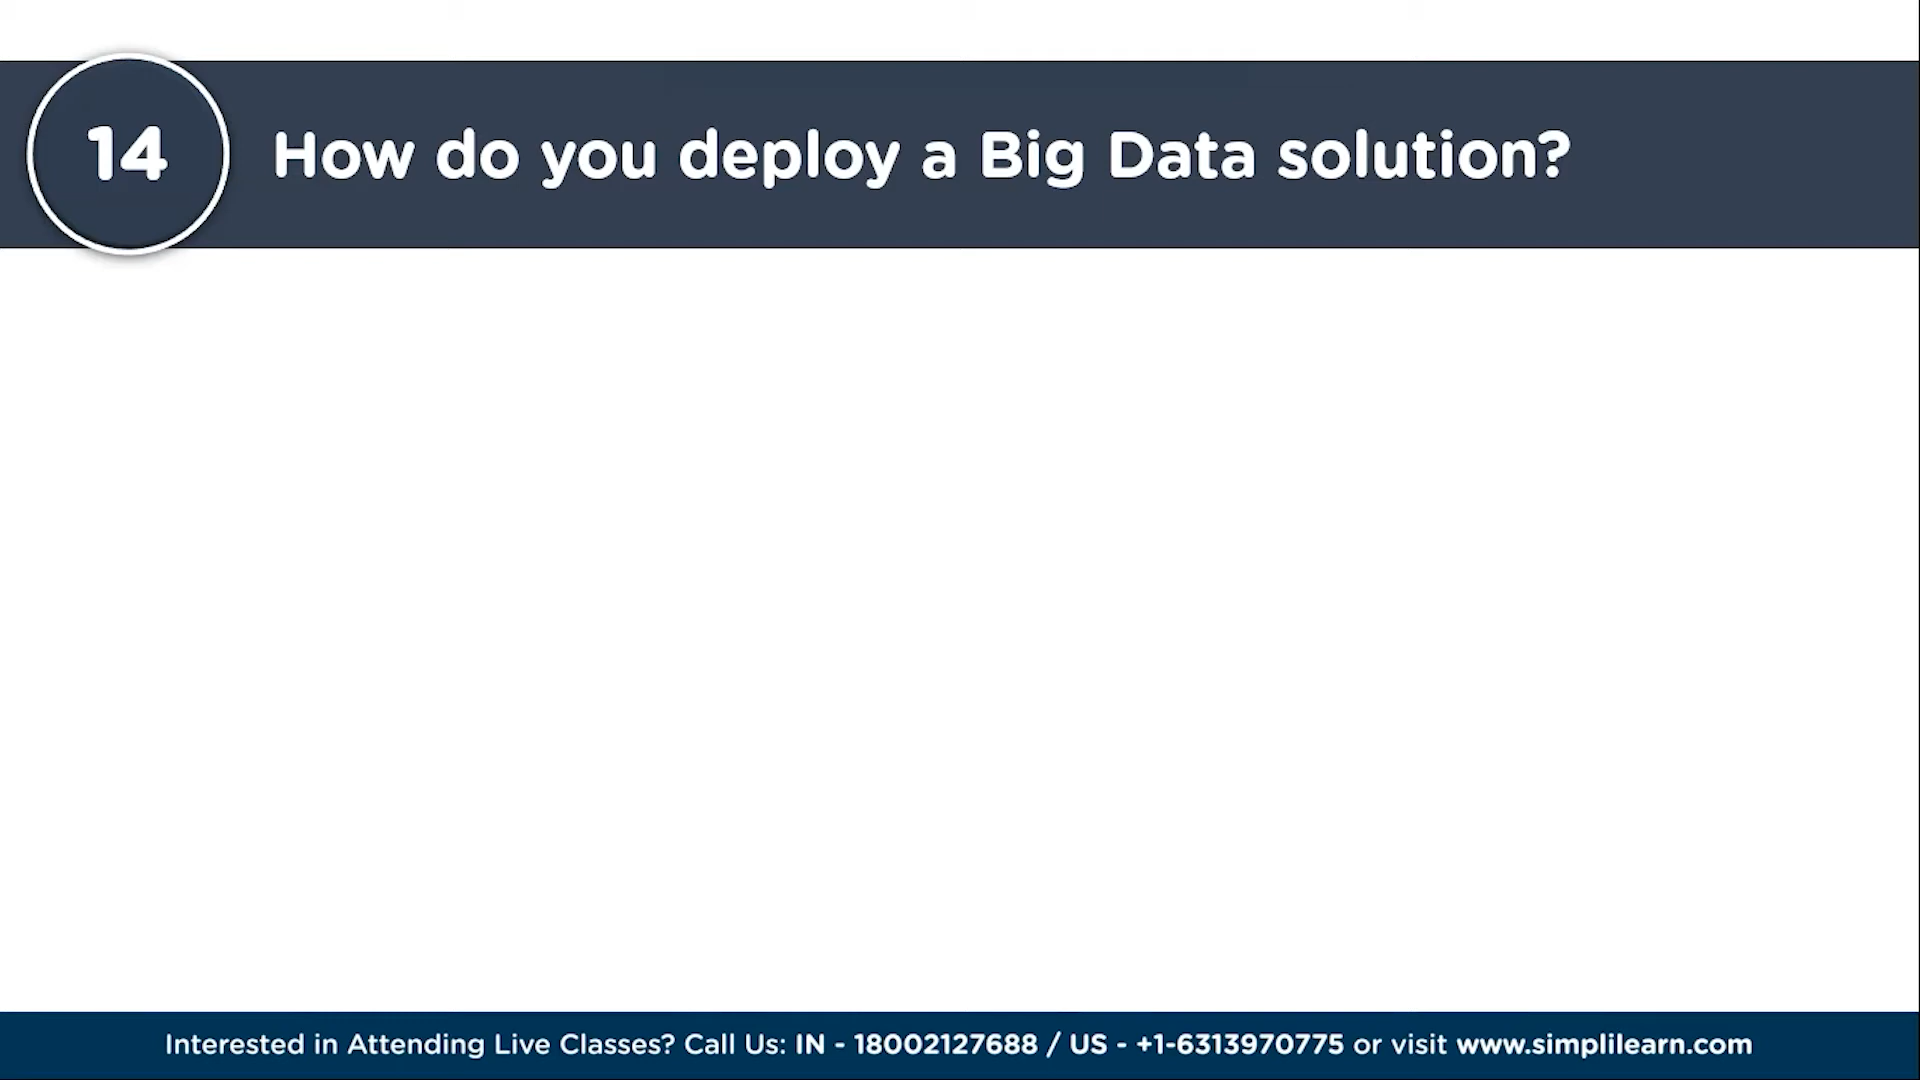 14
How do you deploy a Big Data solution?
Interested in Attending Live Classes? Call Us: IN - 18002127688 / US - +1-6313970775 or visit www.simplilearn.com